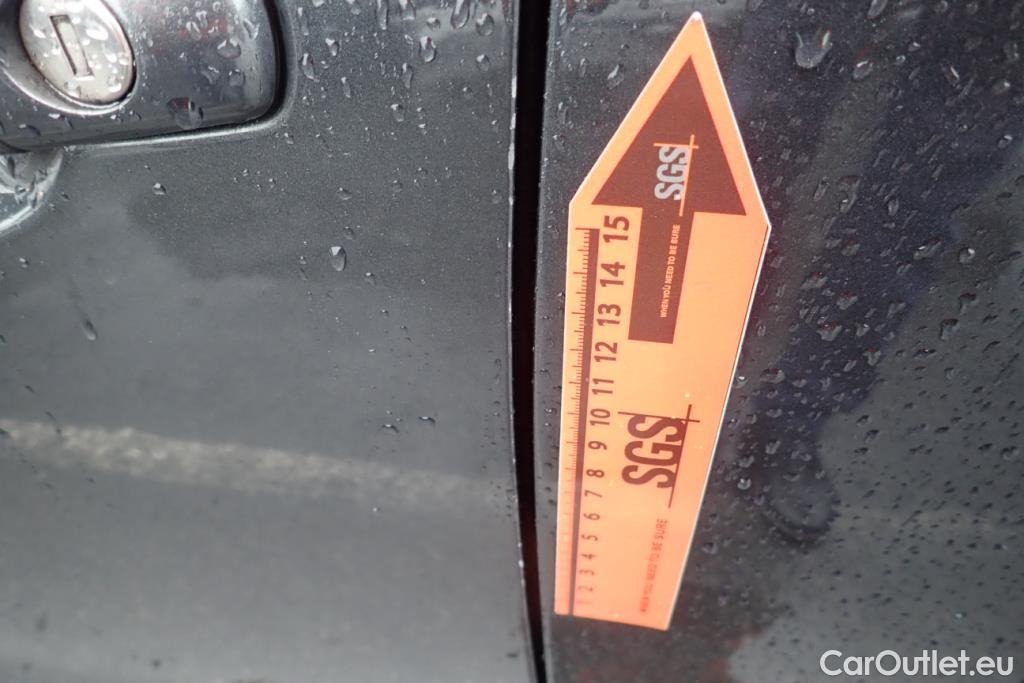 SGS
WHEN YOU NEED TO BE SURE
1 2 3 4 5 6 7 8 9 10 11 12 13 14 15
SGS
WHEN YOU NEED TO BE SURE
CarOutlet.eu